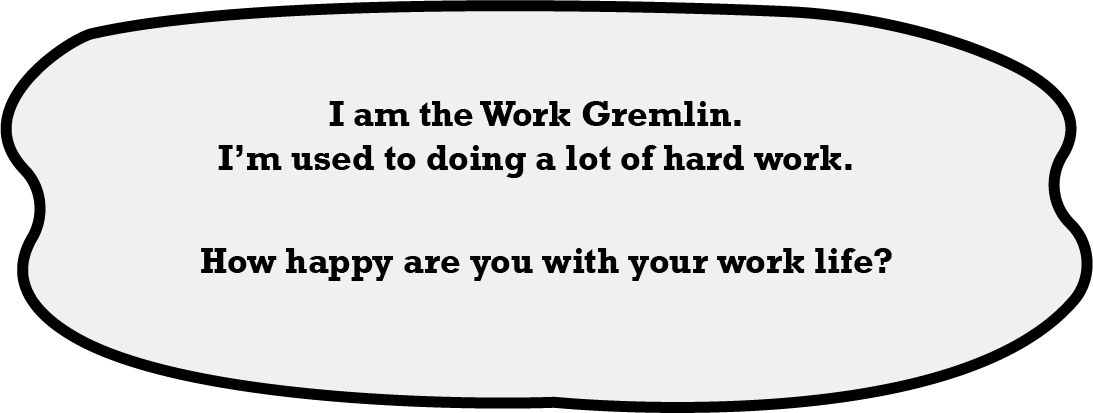 I am the Work Gremlin.
I’m used to doing a lot of hard work.
How happy are you with your work life?